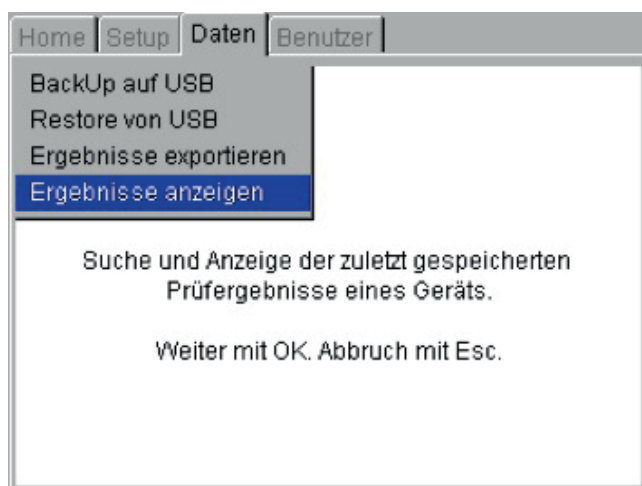 Home Setup Daten Benutzer
BackUp auf USB
Restore von USB
Ergebnisse exportieren
Ergebnisse anzeigen
Suche und Anzeige der zuletzt gespeicherten
Prüfergebnisse eines Geräts.
Weiter mit OK. Abbruch mit Esc.